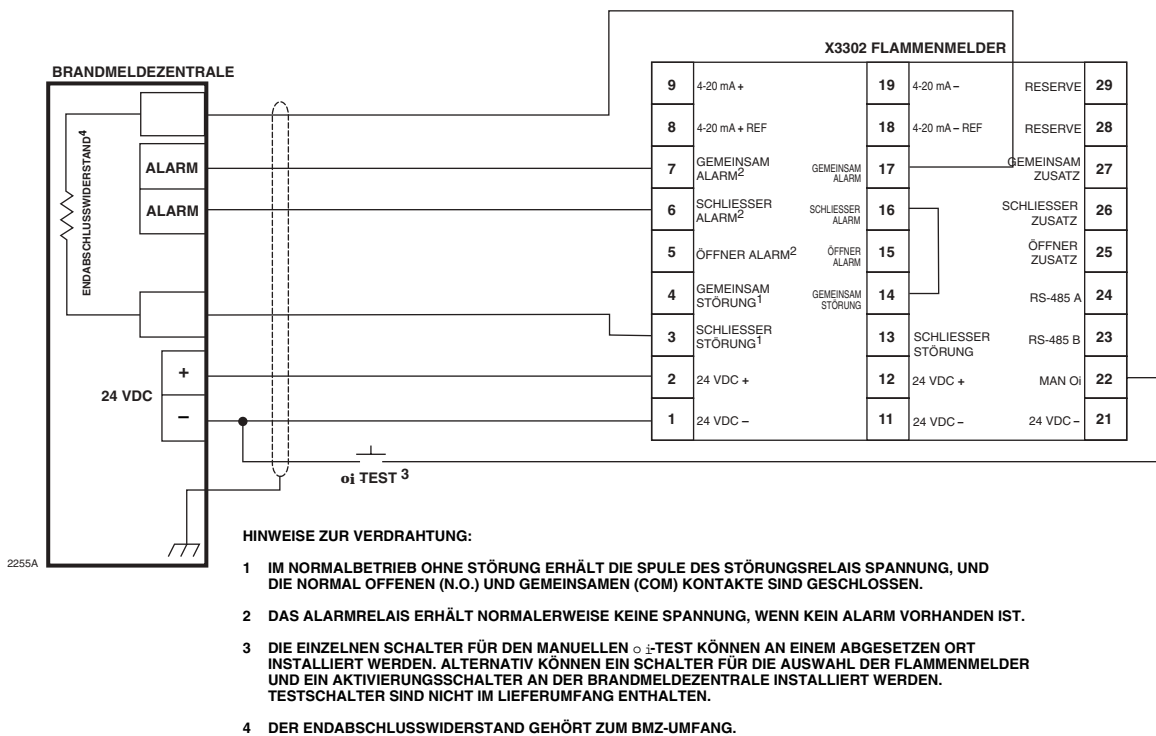 X3302 FLAMMENMELDER
BRANDMELDEZENTRALE
ENDABSCHLUSSWIDERSTAND4
ALARM
ALARM
24 VDC
+
–
oi TEST 3
9 4-20 mA +
8 4-20 mA + REF
7 GEMEINSAM
ALARM2
6 SCHLIESSER
ALARM2
5 ÖFFNER ALARM2
4 GEMEINSAM
STÖRUNG1
3 SCHLIESSER
STÖRUNG1
2 24 VDC +
1 24 VDC –
19 4-20 mA –
18 4-20 mA – REF
GEMEINSAM
ALARM
17
SCHLIESSER
ALARM
16
ÖFFNER
ALARM
15
GEMEINSAM
STÖRUNG
14
13 SCHLIESSER
STÖRUNG
12 24 VDC +
11 24 VDC –
RESERVE 29
RESERVE 28
GEMEINSAM
ZUSATZ
27
SCHLIESSER
ZUSATZ
26
ÖFFNER
ZUSATZ
25
RS-485 A 24
RS-485 B 23
MAN Oi 22
24 VDC – 21
2255A
HINWEISE ZUR VERDRAHTUNG:
1 IM NORMALBETRIEB OHNE STÖRUNG ERHÄLT DIE SPULE DES STÖRUNGSRELAIS SPANNUNG, UND
DIE NORMAL OFFENEN (N.O.) UND GEMEINSAMEN (COM) KONTAKTE SIND GESCHLOSSEN.
2 DAS ALARMRELAIS ERHÄLT NORMALERWEISE KEINE SPANNUNG, WENN KEIN ALARM VORHANDEN IST.
3 DIE EINZELNEN SCHALTER FÜR DEN MANUELLEN oi-TEST KÖNNEN AN EINEM ABGESETZEN ORT
INSTALLIERT WERDEN. ALTERNATIV KÖNNEN EIN SCHALTER FÜR DIE AUSWAHL DER FLAMMENMELDER
UND EIN AKTIVIERUNGSSCHALTER AN DER BRANDMELDEZENTRALE INSTALLIERT WERDEN.
TESTSCHALTER SIND NICHT IM LIEFERUMFANG ENTHALTEN.
4 DER ENDABSCHLUSSWIDERSTAND GEHÖRT ZUM BMZ-UMFANG.